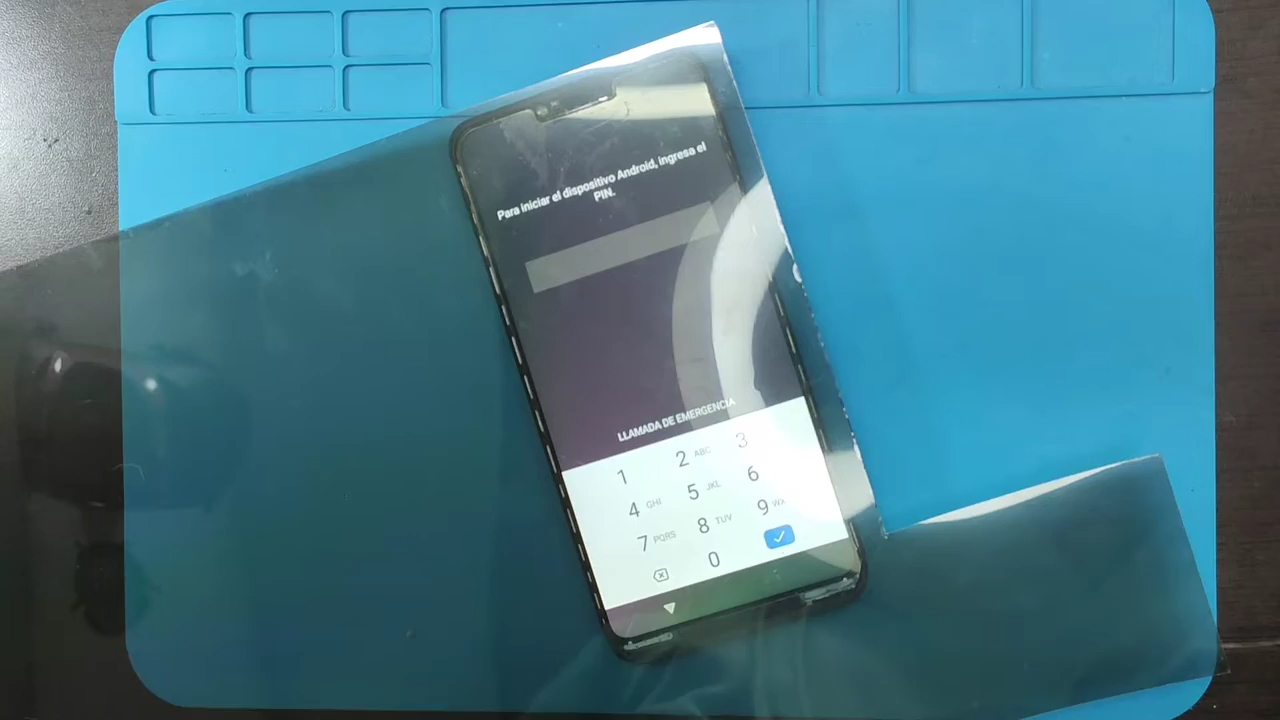 Para iniciar el dispositivo Android, ingresa el
PIN.
LLAMADA DE EMERGENCIA
1 2 ABC 3
4 GHI 5 JKL 6
7 PQRS 8 TUV 9 WX
0